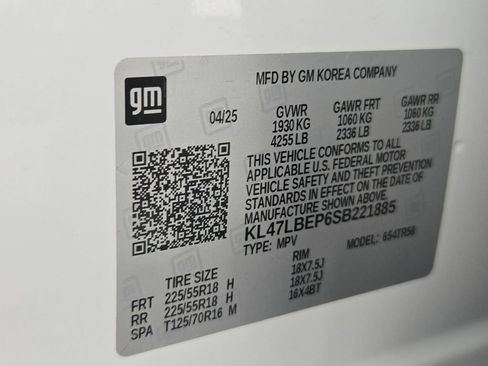 gm
MFD BY GM KOREA COMPANY
04/25 GVWR GAWR FRT GAWR RR
1930 KG 1060 KG 1060 KG
4255 LB 2336 LB 2336 LB
THIS VEHICLE CONFORMS TO ALL
APPLICABLE U.S. FEDERAL MOTOR
VEHICLE SAFETY AND THEFT PREVENTION
STANDARDS IN EFFECT ON THE DATE OF
MANUFACTURE SHOWN ABOVE.
KL47LBEP6SB221885
TYPE: MPV MODEL: 654TR58
TIRE SIZE RIM
FRT 225/55R18 H 18X7.5J
RR 225/55R18 H 18X7.5J
SPA T125/70R16 M 16X4BT